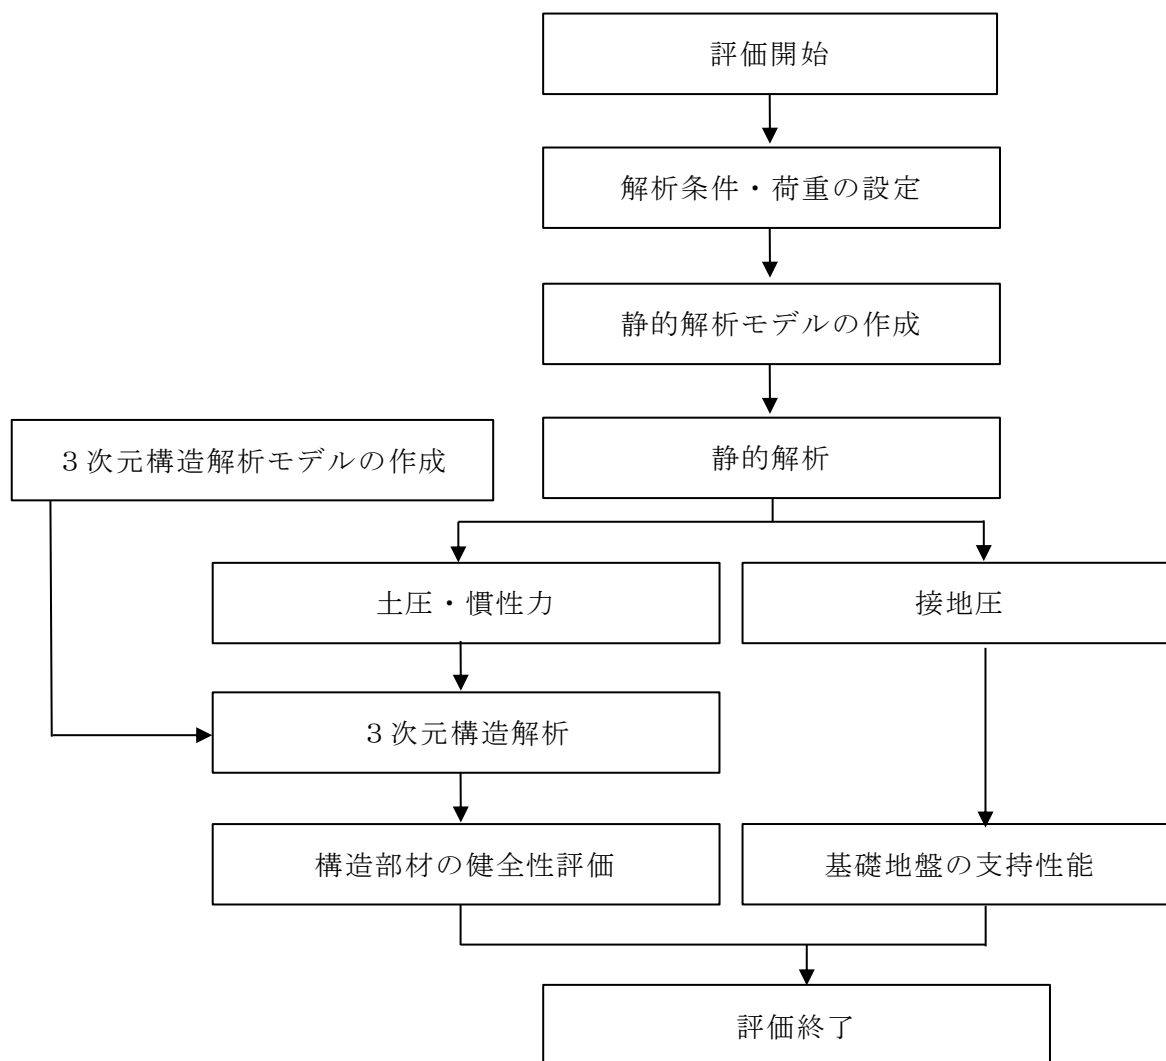 評価開始
解析条件・荷重の設定
静的解析モデルの作成
３次元構造解析モデルの作成
静的解析
土圧・慣性力
接地圧
３次元構造解析
構造部材の健全性評価
基礎地盤の支持性能
評価終了